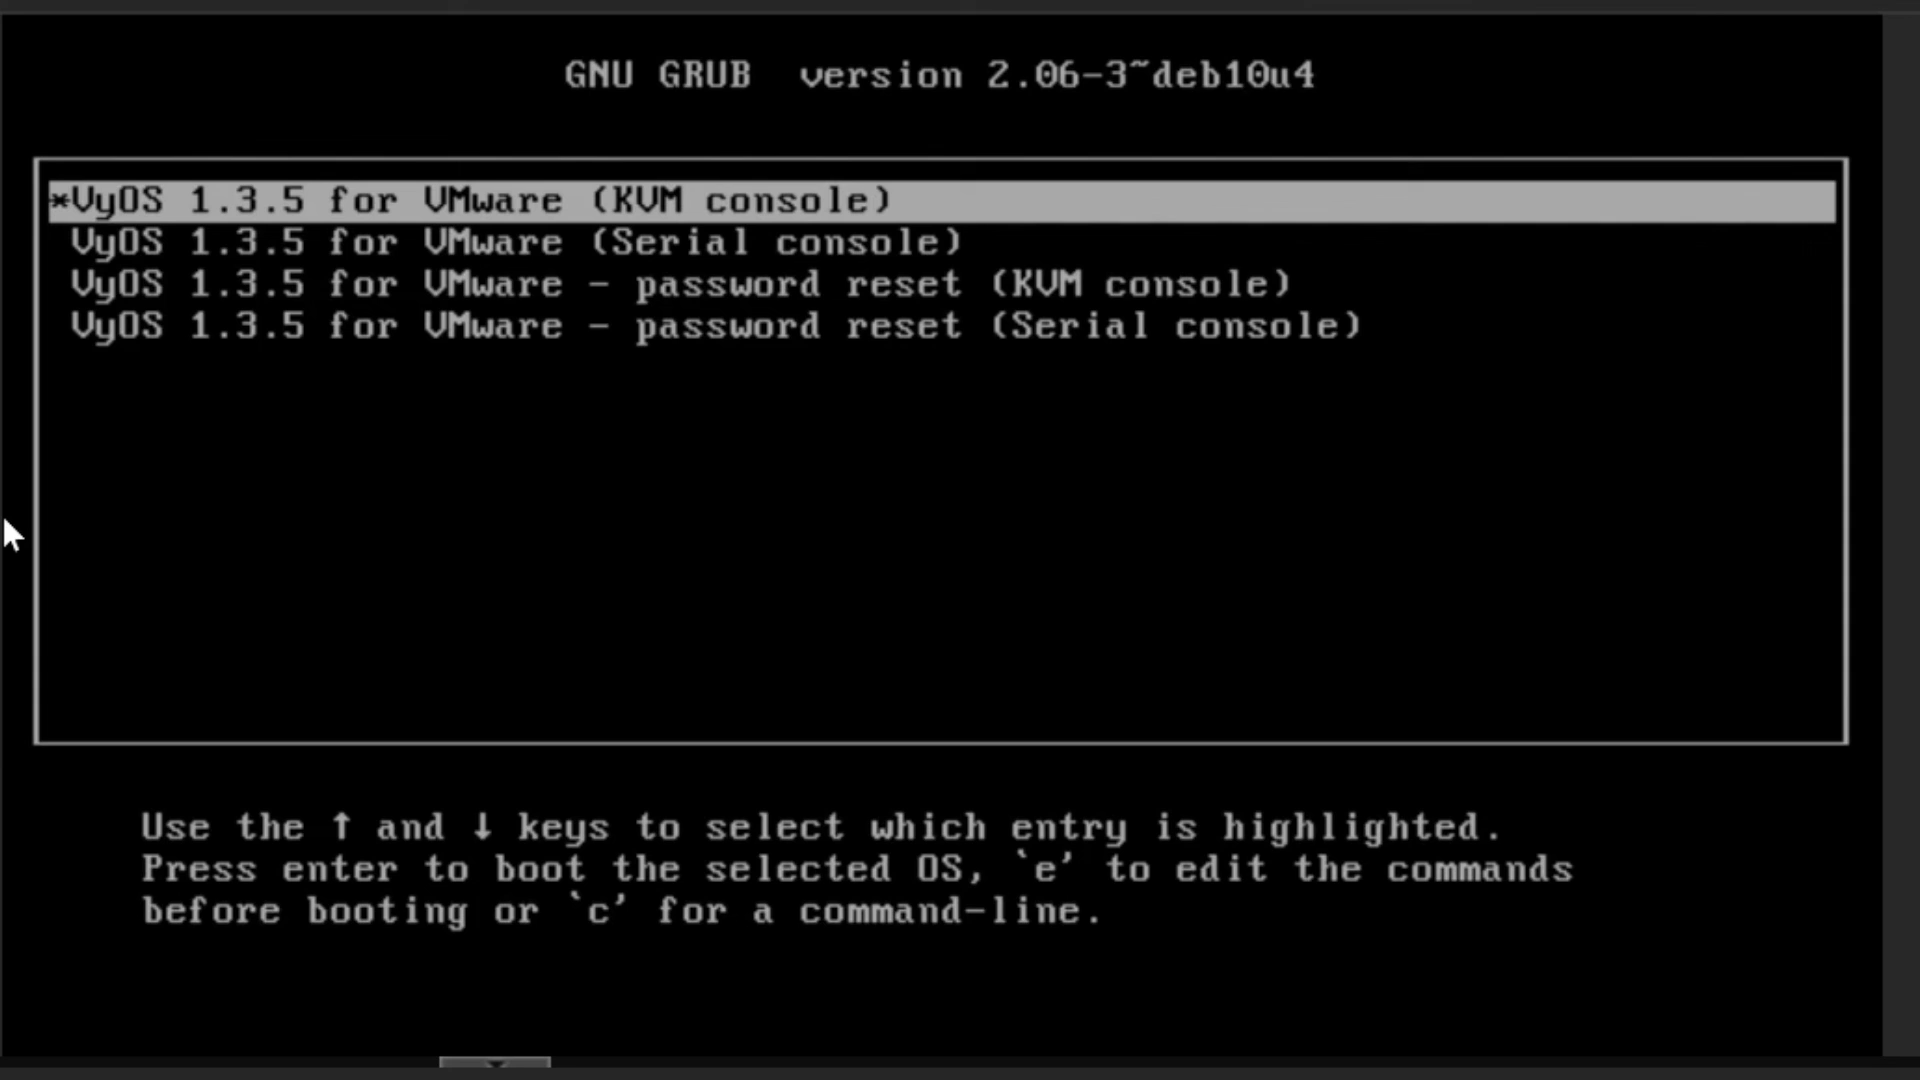 GNU GRUB  version 2.06-3~deb10u4
*VyOS 1.3.5 for VMware (KVM console)
VyOS 1.3.5 for VMware (Serial console)
VyOS 1.3.5 for VMware - password reset (KVM console)
VyOS 1.3.5 for VMware - password reset (Serial console)
Use the ↑ and ↓ keys to select which entry is highlighted.
Press enter to boot the selected OS, `e' to edit the commands
before booting or `c' for a command-line.